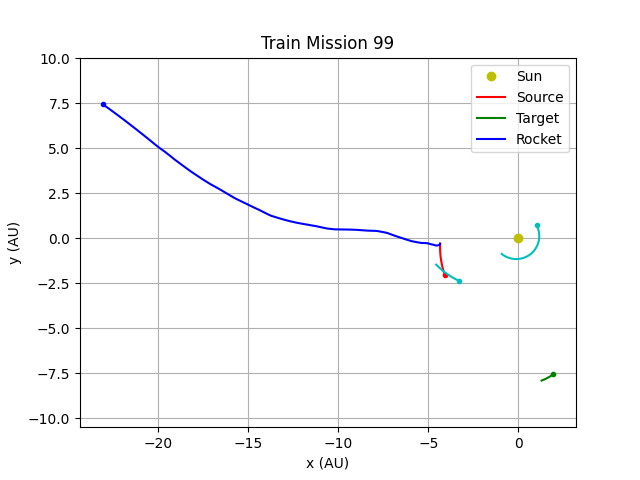 Train Mission 99
Sun
Source
Target
Rocket
10.0
7.5
5.0
2.5
0.0
−2.5
−5.0
−7.5
−10.0
y (AU)
−20
−15
−10
−5
0
x (AU)